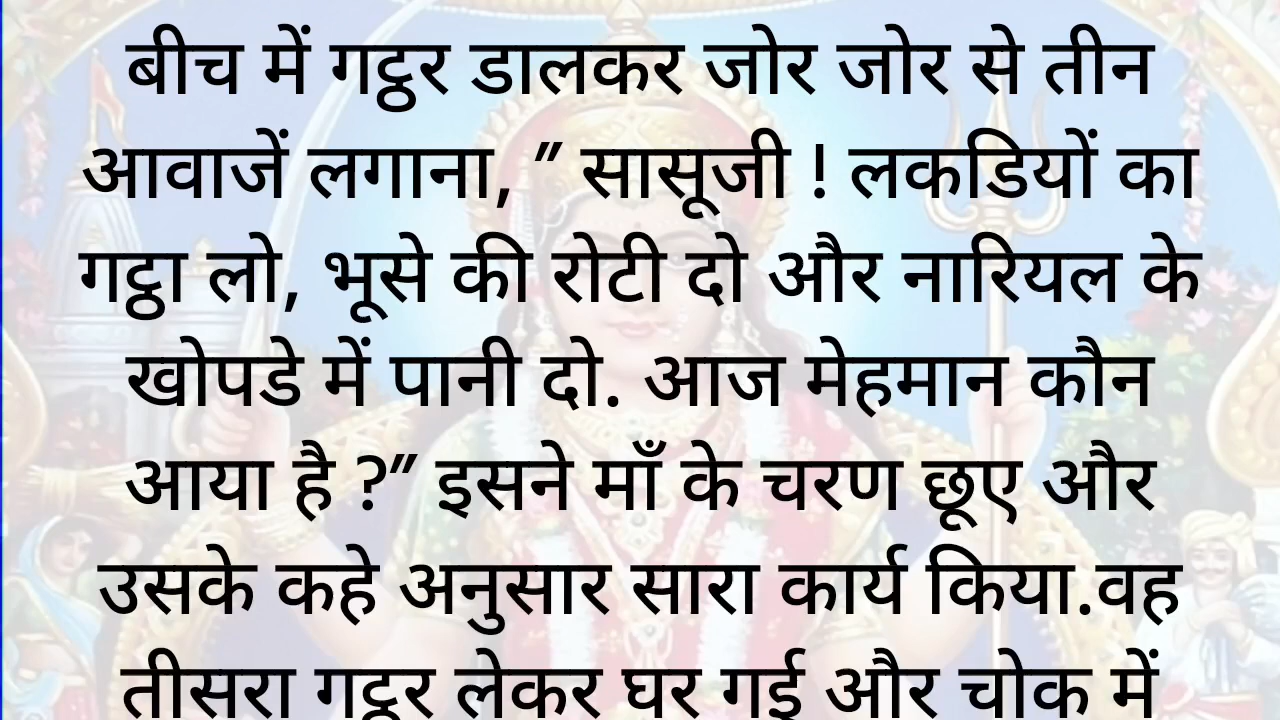 बीच में गट्ठर डालकर जोर जोर से तीन
आवाजें लगाना, ” सासूजी ! लकडियों का
गट्ठा लो, भूसे की रोटी दो और नारियल के
खोपडे में पानी दो. आज मेहमान कौन
आया है ?” इसने माँ के चरण छूए और
उसके कहे अनुसार सारा कार्य किया.वह
तीसरा गट्ठर लेकर घर गई और चोक में